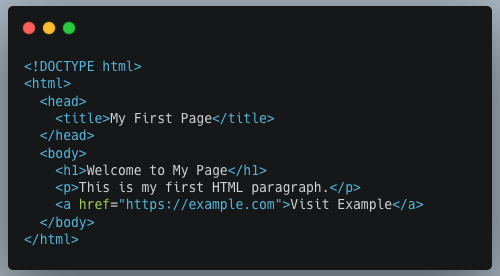 <!DOCTYPE html>
<html>
  <head>
    <title>My First Page</title>
  </head>
  <body>
    <h1>Welcome to My Page</h1>
    <p>This is my first HTML paragraph.</p>
    <a href="https://example.com">Visit Example</a>
  </body>
</html>